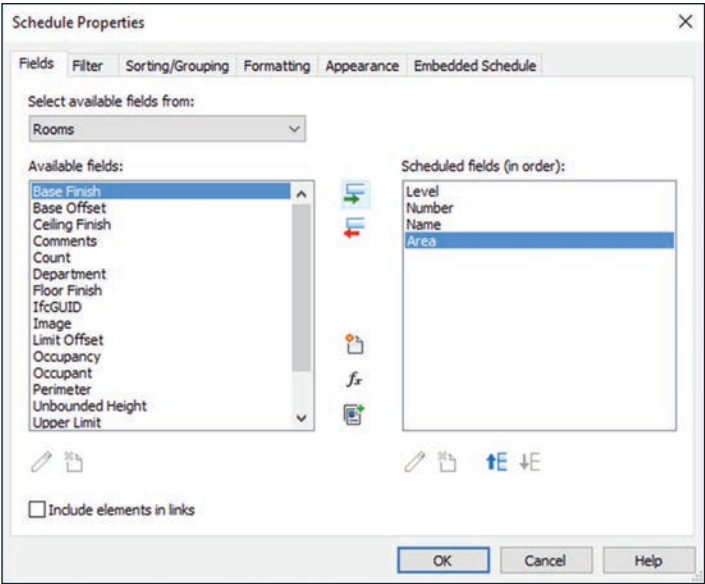 Schedule Properties
Fields Filter Sorting/Grouping Formatting Appearance Embedded Schedule
Select available fields from:
Rooms
Available fields:
Base Finish
Base Offset
Ceiling Finish
Comments
Count
Department
Floor Finish
IfcGUID
Image
Limit Offset
Occupancy
Occupant
Perimeter
Unbounded Height
Upper Limit
fx
Scheduled fields (in order):
Level
Number
Name
Area
Include elements in links
OK Cancel Help